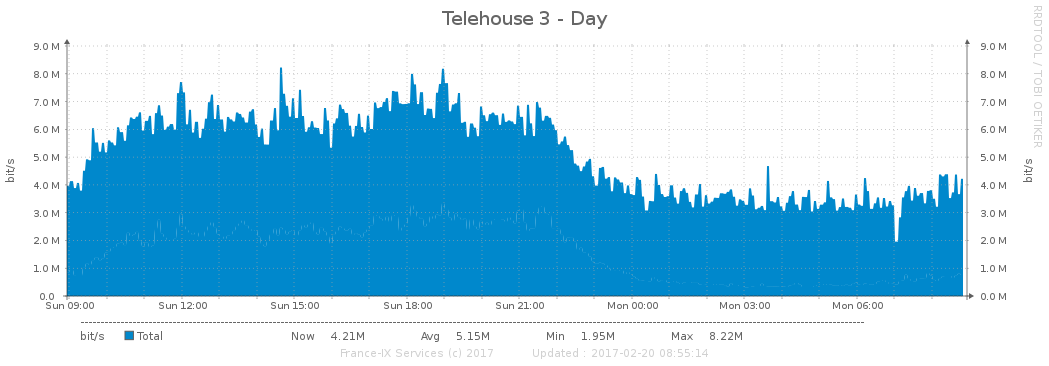 Telehouse 3 - Day
RRDTOOL / TOBI OETIKER
bit/s
9.0 M
8.0 M
7.0 M
6.0 M
5.0 M
4.0 M
3.0 M
2.0 M
1.0 M
0.0
9.0 M
8.0 M
7.0 M
6.0 M
5.0 M
4.0 M
3.0 M
2.0 M
1.0 M
0.0 M
bit/s
Sun 09:00 Sun 12:00 Sun 15:00 Sun 18:00 Sun 21:00 Mon 00:00 Mon 03:00 Mon 06:00
bit/s Total Now 4.21M Avg 5.15M Min 1.95M Max 8.22M
France-IX Services (c) 2017 Updated : 2017-02-20 08:55:14